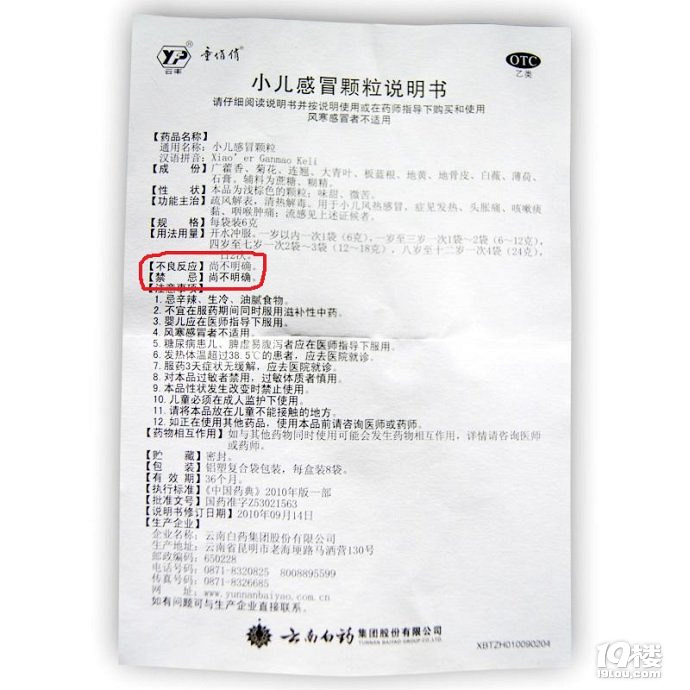 YP®
云丰
童俏俏
OTC
乙类
小儿感冒颗粒说明书
请仔细阅读说明书并按说明使用或在药师指导下购买和使用
风寒感冒者不适用
【药品名称】
通用名称：小儿感冒颗粒
汉语拼音：Xiao’er Ganmao Keli
【成　份】广藿香、菊花、连翘、大青叶、板蓝根、地黄、地骨皮、白薇、薄荷、
石膏。辅料为蔗糖、糊精。
【性　状】本品为浅棕色的颗粒；味甜、微苦。
【功能主治】疏风解表，清热解毒。用于小儿风热感冒，症见发热、头胀痛、咳嗽痰
黏、咽喉肿痛；流感见上述证候者。
【规　格】每袋装6克
【用法用量】开水冲服。一岁以内一次1袋（6克），一岁至三岁一次1袋～2袋（6～12克），
四岁至七岁一次2袋～3袋（12～18克），八岁至十二岁一次4袋（24克），
一日2次。
【不良反应】尚不明确。
【禁　忌】尚不明确。
【注意事项】
1. 忌辛辣、生冷、油腻食物。
2. 不宜在服药期间同时服用滋补性中药。
3. 婴儿应在医师指导下服用。
4. 风寒感冒者不适用。
5. 糖尿病患儿、脾虚易腹泻者应在医师指导下服用。
6. 发热体温超过38.5℃的患者，应去医院就诊。
7. 服药3天症状无缓解，应去医院就诊。
8. 对本品过敏者禁用，过敏体质者慎用。
9. 本品性状发生改变时禁止使用。
10. 儿童必须在成人监护下使用。
11. 请将本品放在儿童不能接触的地方。
12. 如正在使用其他药品，使用本品前请咨询医师或药师。
【药物相互作用】如与其他药物同时使用可能会发生药物相互作用，详情请咨询医师
或药师。
【贮　藏】密封。
【包　装】铝塑复合袋包装，每盒装8袋。
【有 效 期】36个月。
【执行标准】《中国药典》2010年版一部
【批准文号】国药准字Z53021563
【说明书修订日期】2010年09月14日
【生产企业】
企业名称：云南白药集团股份有限公司
生产地址：云南省昆明市老海埂路马洒营130号
邮政编码：650228
电话号码：0871-8320825　8008895599
传真号码：0871-8326685
网　址：www.yunnanbaiyao.com.cn
如有问题可与生产企业直接联系。
云南白药 集团股份有限公司
YUNNAN BAIYAO GROUP CO.,LTD
XBTZH010090204
19楼
19lou.com